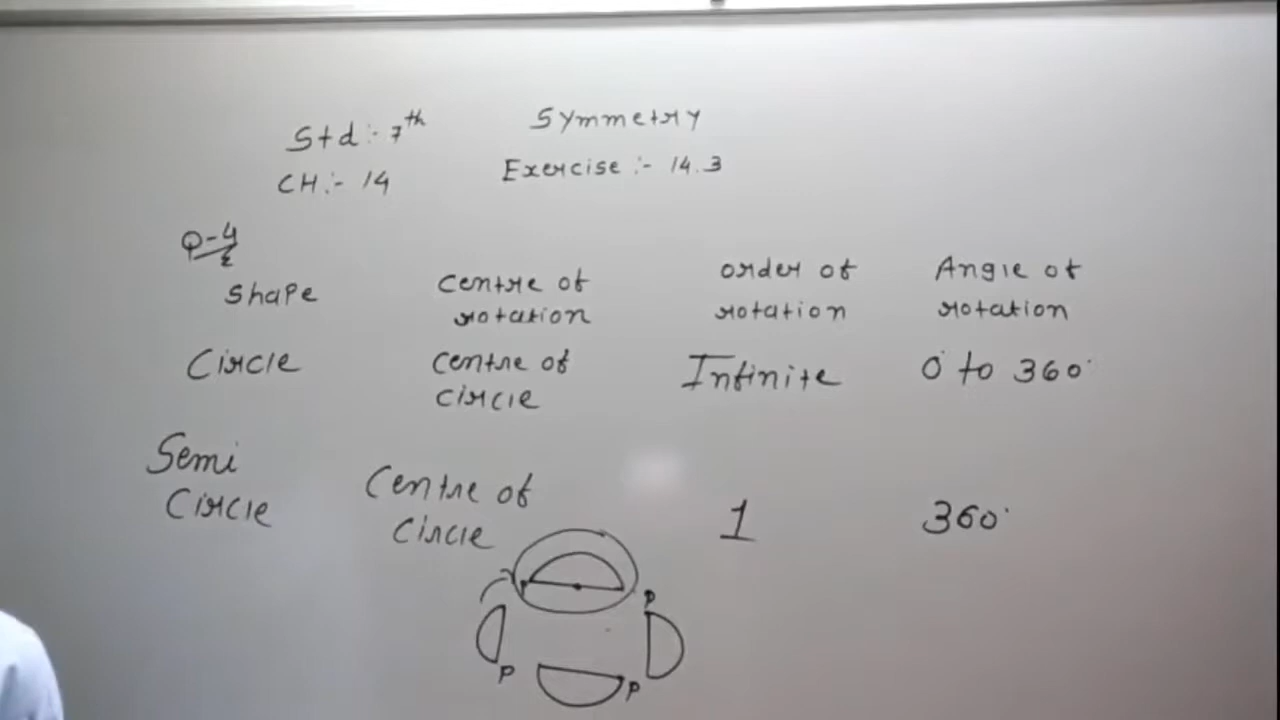 Std :- 7th Symmetry
CH :- 14 Exercise :- 14.3
Q-4
Shape Centre of rotation Order of rotation Angle of rotation
Circle Centre of circle Infinite 0° to 360°
Semi Circle Centre of Circle 1 360°
P
P
P
P